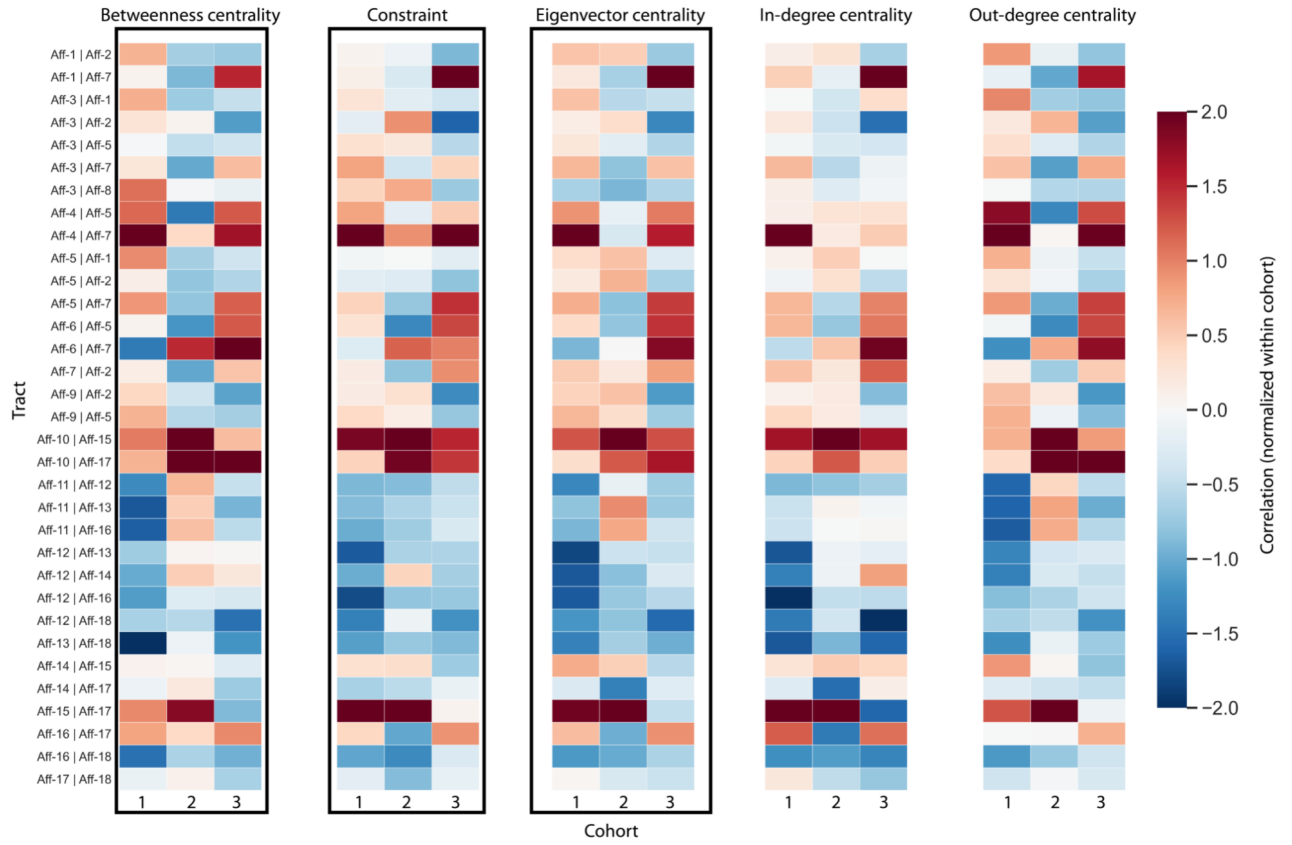 Betweenness centrality
Constraint
Eigenvector centrality
In-degree centrality
Out-degree centrality
Aff-1 | Aff-2
Aff-1 | Aff-7
Aff-3 | Aff-1
Aff-3 | Aff-2
Aff-3 | Aff-5
Aff-3 | Aff-7
Aff-3 | Aff-8
Aff-4 | Aff-5
Aff-4 | Aff-7
Aff-5 | Aff-1
Aff-5 | Aff-2
Aff-5 | Aff-7
Aff-6 | Aff-5
Aff-6 | Aff-7
Aff-7 | Aff-2
Aff-9 | Aff-2
Aff-9 | Aff-5
Aff-10 | Aff-15
Aff-10 | Aff-17
Aff-11 | Aff-12
Aff-11 | Aff-13
Aff-11 | Aff-16
Aff-12 | Aff-13
Aff-12 | Aff-14
Aff-12 | Aff-16
Aff-12 | Aff-18
Aff-13 | Aff-18
Aff-14 | Aff-15
Aff-14 | Aff-17
Aff-15 | Aff-17
Aff-16 | Aff-17
Aff-16 | Aff-18
Aff-17 | Aff-18
Tract
1 2 3
1 2 3
1 2 3
1 2 3
1 2 3
Cohort
2.0
1.5
1.0
0.5
0.0
−0.5
−1.0
−1.5
−2.0
Correlation (normalized within cohort)